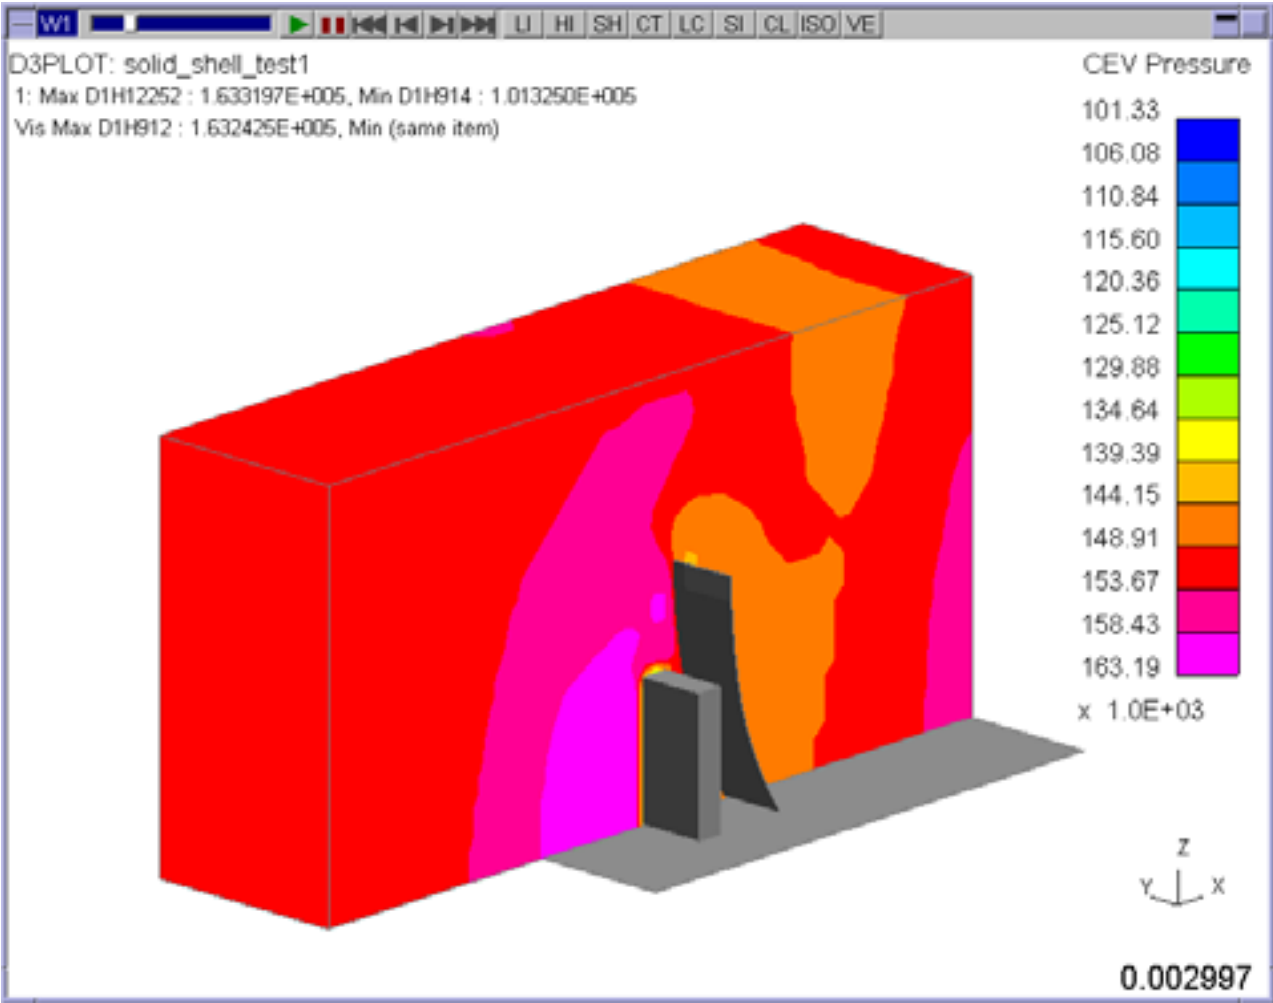 W1 LI HI SH CT LC SI CL ISO VE
D3PLOT: solid_shell_test1
1: Max D1H12252 : 1.633197E+005, Min D1H914 : 1.013250E+005
Vis Max D1H912 : 1.632425E+005, Min (same item)
CEV Pressure
101.33
106.08
110.84
115.60
120.36
125.12
129.88
134.64
139.39
144.15
148.91
153.67
158.43
163.19
x 1.0E+03
Z
Y X
0.002997